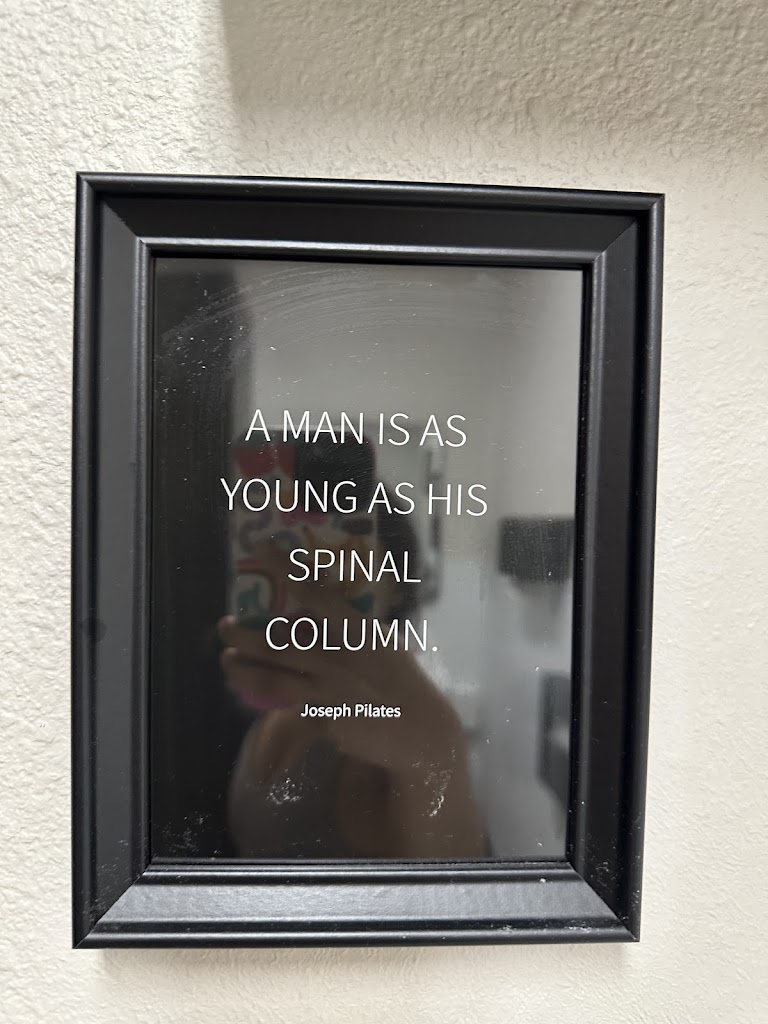 A MAN IS AS
YOUNG AS HIS
SPINAL
COLUMN.
Joseph Pilates